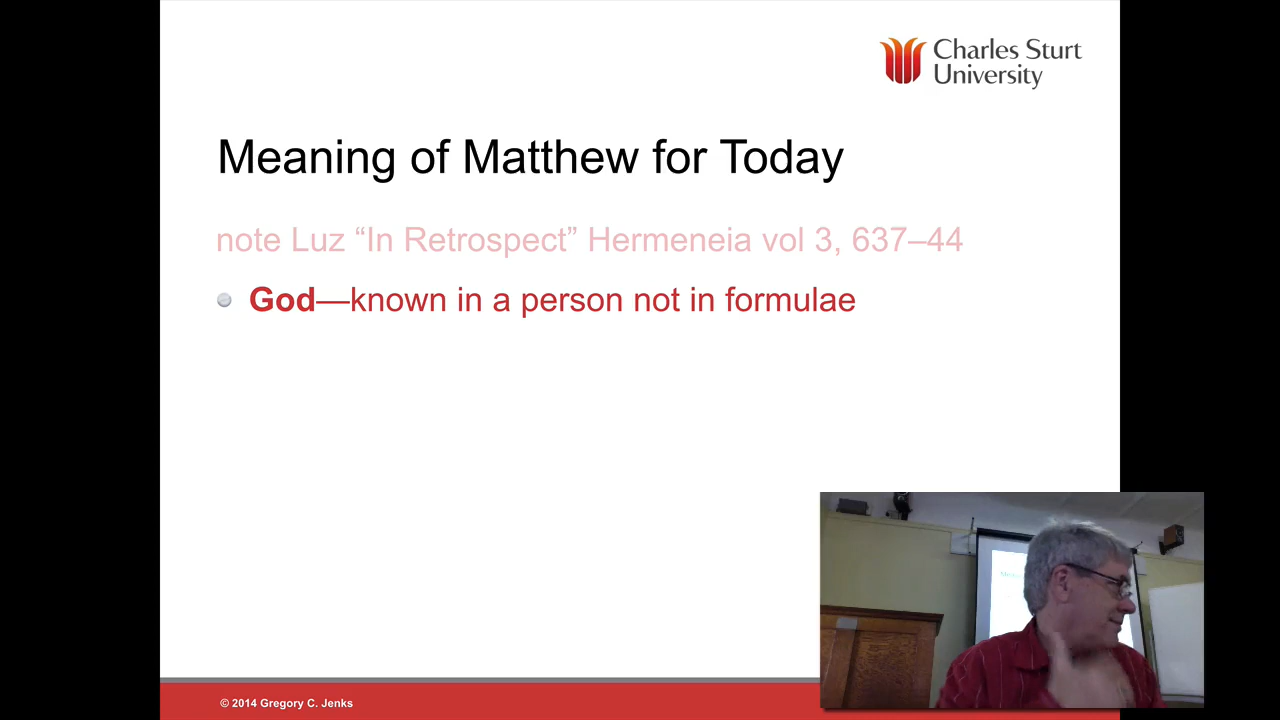 Charles Sturt
University
Meaning of Matthew for Today
note Luz “In Retrospect” Hermeneia vol 3, 637–44
God—known in a person not in formulae
© 2014 Gregory C. Jenks